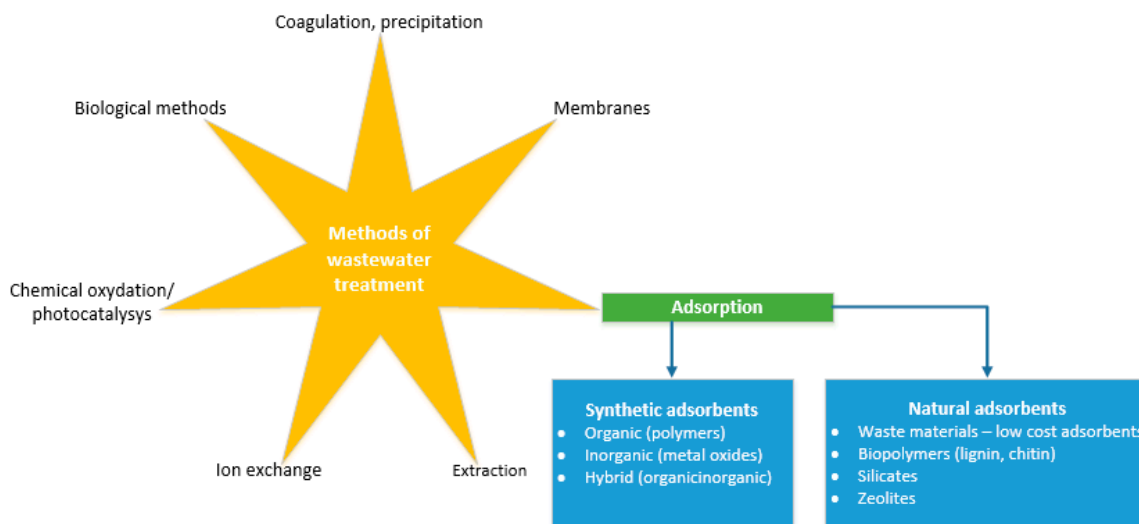 Coagulation, precipitation
Biological methods
Membranes
Methods of
wastewater
treatment
Chemical oxydation/
photocatalysys
Adsorption
Ion exchange
Extraction
Synthetic adsorbents
• Organic (polymers)
• Inorganic (metal oxides)
• Hybrid (organicinorganic)
Natural adsorbents
• Waste materials – low cost adsorbents
• Biopolymers (lignin, chitin)
• Silicates
• Zeolites